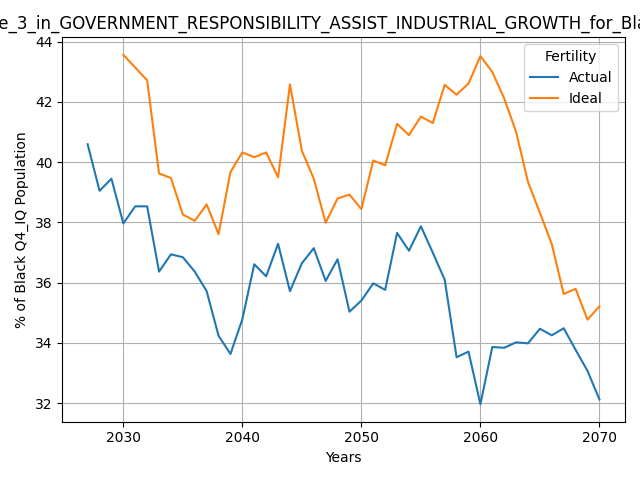 e_3_in_GOVERNMENT_RESPONSIBILITY_ASSIST_INDUSTRIAL_GROWTH_for_Bla
44
42
40
38
36
34
32
% of Black Q4_IQ Population
Fertility
Actual
Ideal
2030 2040 2050 2060 2070
Years